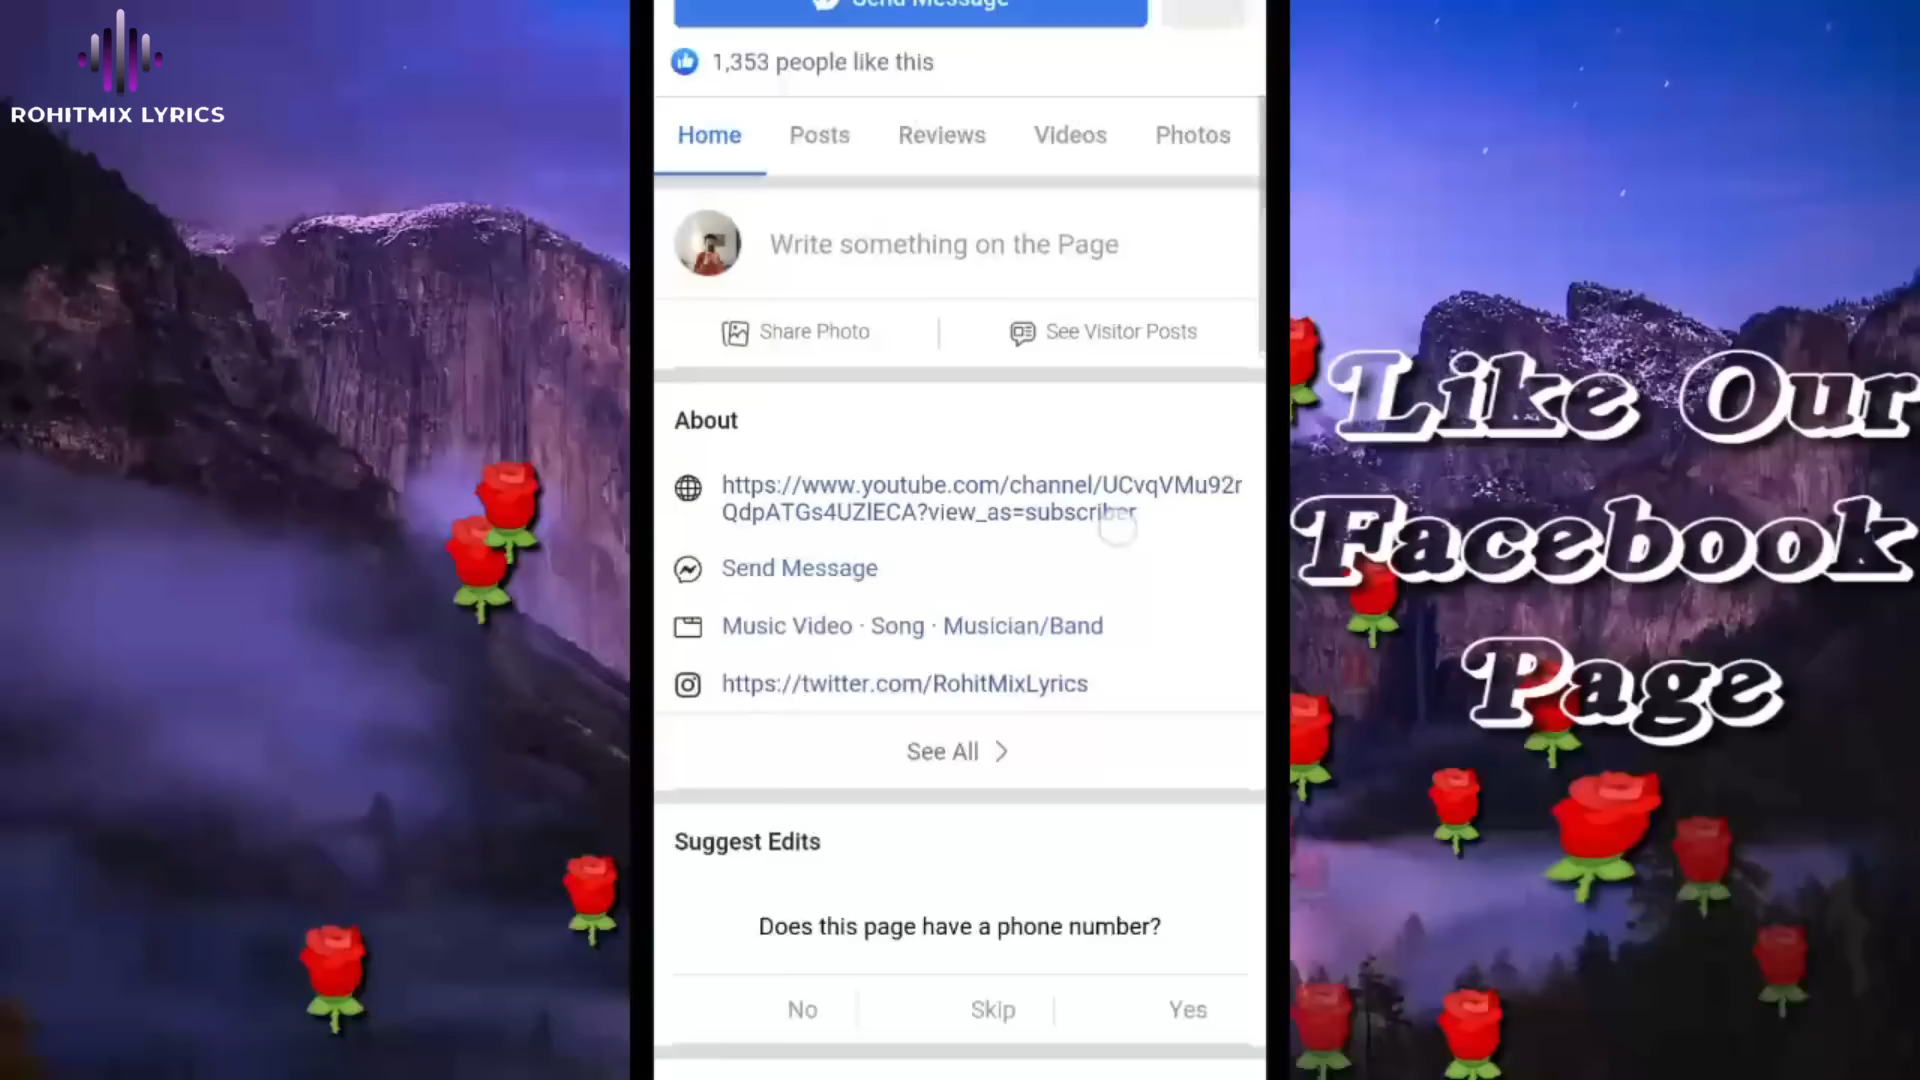 ROHITMIX LYRICS
Send Message
1,353 people like this
Home Posts Reviews Videos Photos
Write something on the Page
Share Photo See Visitor Posts
About
https://www.youtube.com/channel/UCvqVMu92r
QdpATGs4UZlECA?view_as=subscriber
Send Message
Music Video · Song · Musician/Band
https://twitter.com/RohitMixLyrics
See All
Suggest Edits
Does this page have a phone number?
No Skip Yes
Like Our
Facebook
Page